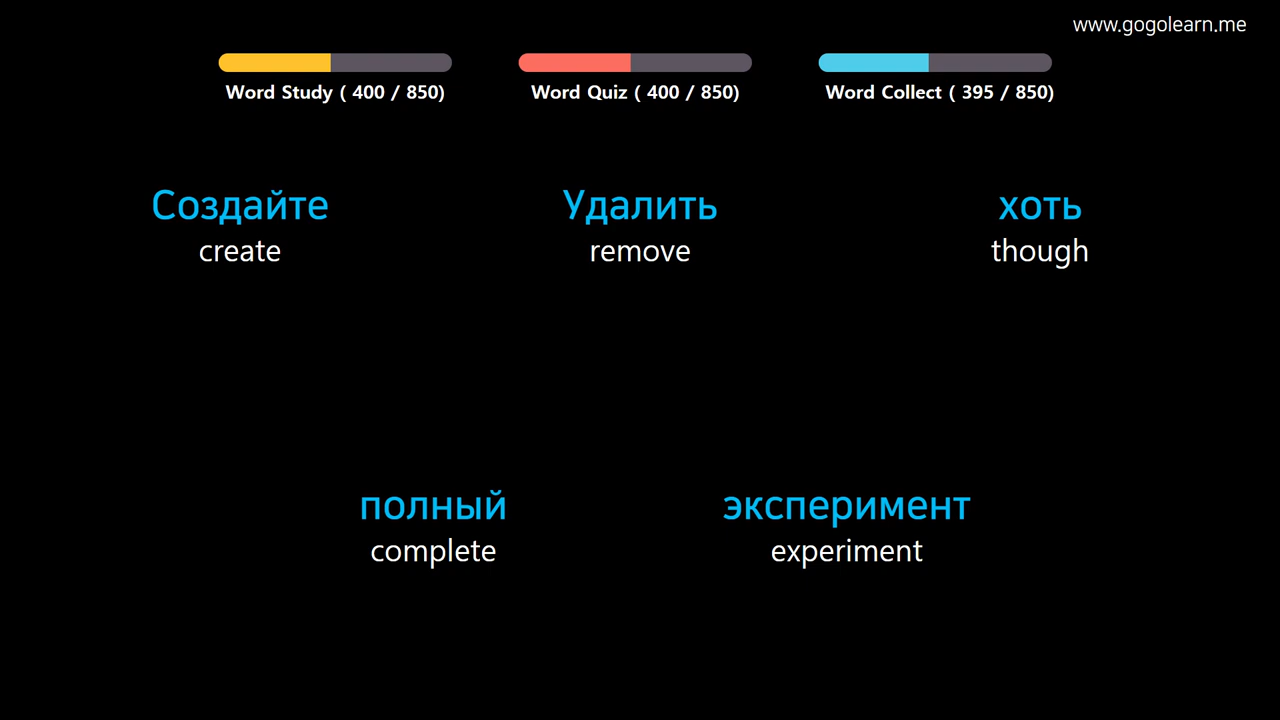 www.gogolearn.me
Word Study ( 400 / 850)
Word Quiz ( 400 / 850)
Word Collect ( 395 / 850)
Создайте
create
Удалить
remove
хоть
though
полный
complete
эксперимент
experiment